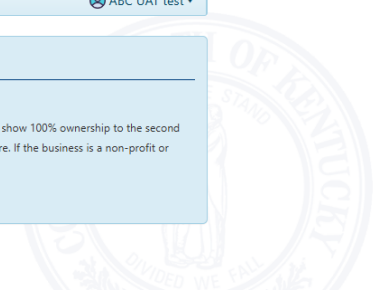 ABC UAT test
show 100% ownership to the second
re. If the business is a non-profit or
OF KENTUCKY
STAND
DIVIDED WE FALL